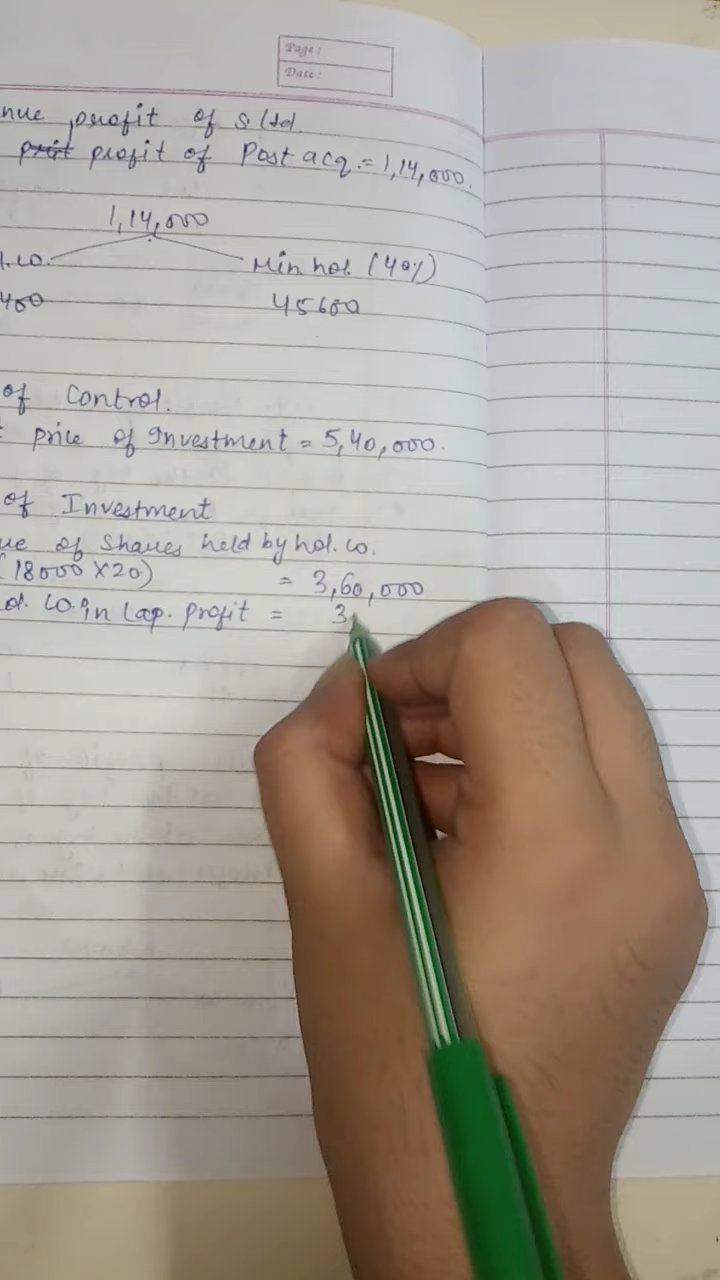 Page:
Date:
nue profit of S Ltd.
profit of Post acq. = 1,14,000.
1,14,000
.co. Min hol. (40%)
400 45600
of Control.
price of Investment = 5,40,000.
of Investment
ue of Shares held by hol. co.
(18000 X20) = 3,60,000
d. co in Cap. profit = 3